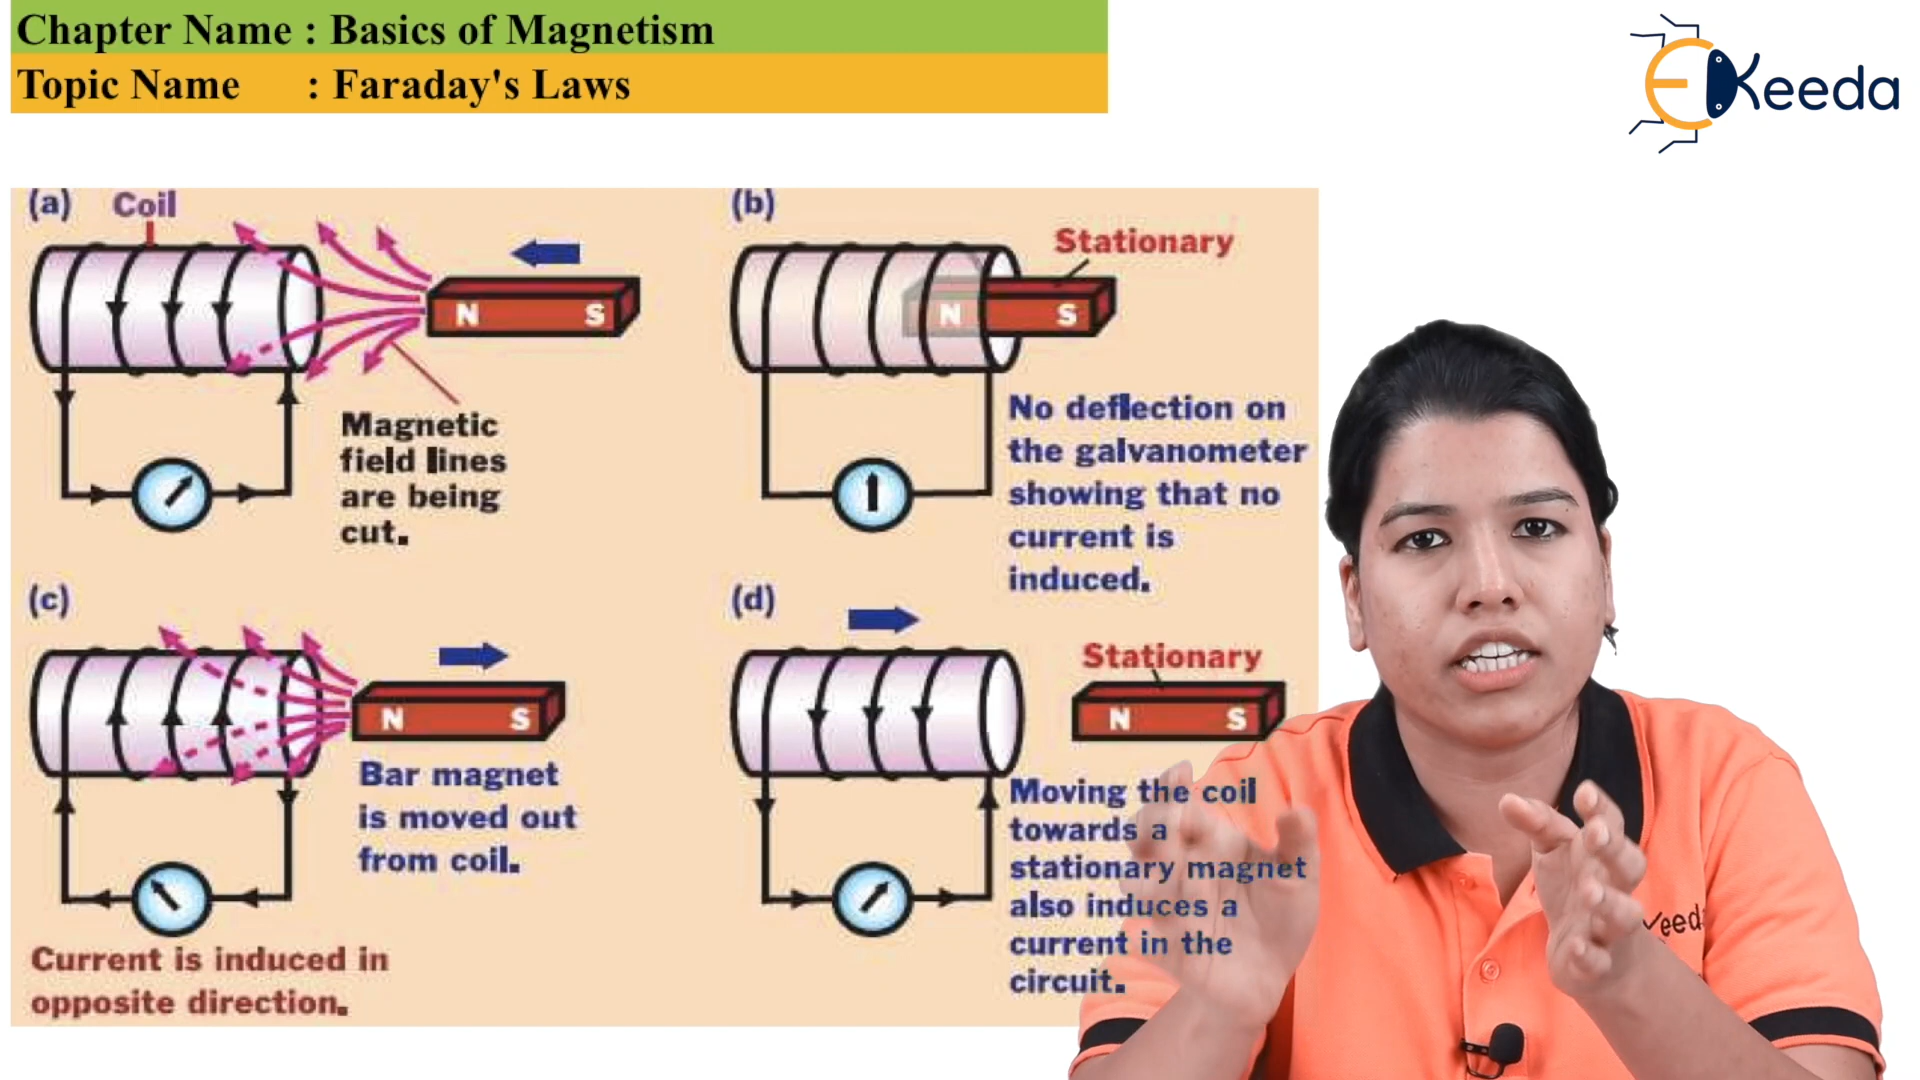 Chapter Name : Basics of Magnetism
Topic Name : Faraday's Laws
EKeeda
(a) Coil
N S
Magnetic
field lines
are being
cut.
(b)
Stationary
N S
No deflection on
the galvanometer
showing that no
current is
induced.
(c)
N S
Bar magnet
is moved out
from coil.
Current is induced in
opposite direction.
(d)
Stationary
N S
Moving the coil
towards a
stationary magnet
also induces a
current in the
circuit.
Keeda